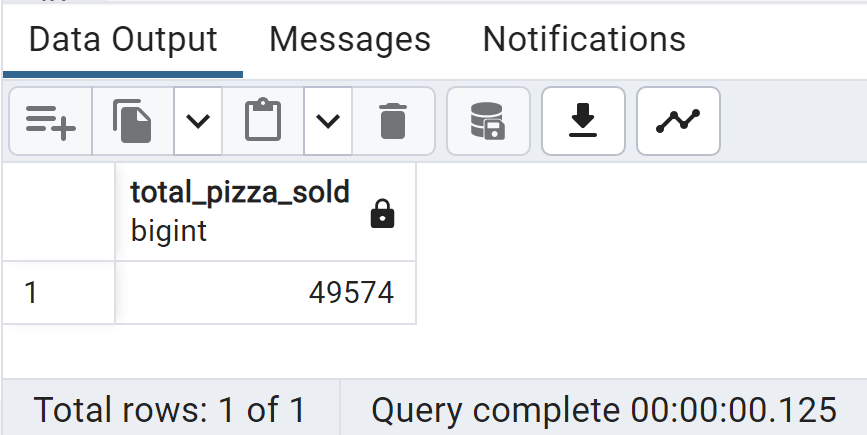 Data Output Messages Notifications
total_pizza_sold
bigint
1 49574
Total rows: 1 of 1 Query complete 00:00:00.125